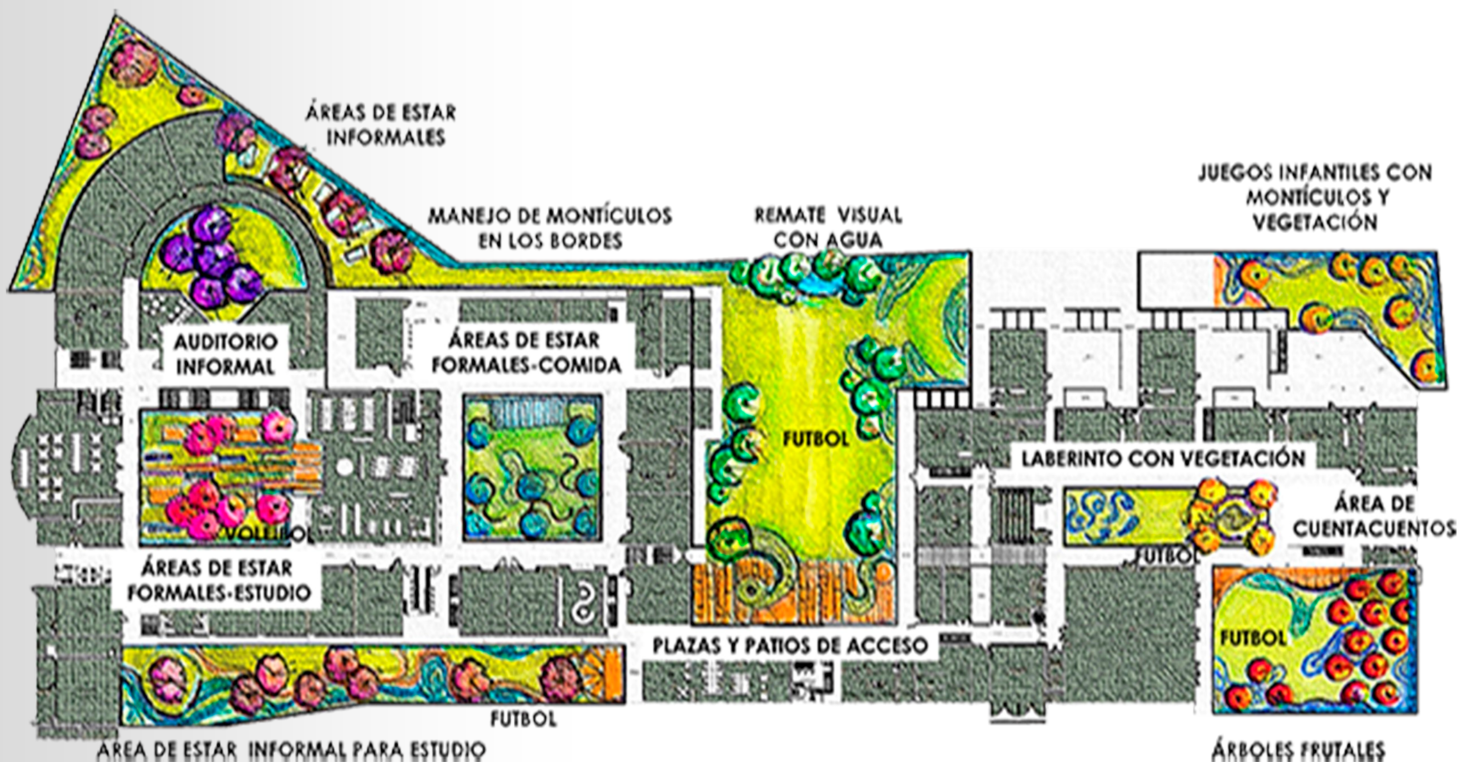 ÁREAS DE ESTAR
INFORMALES
JUEGOS INFANTILES CON
MONTÍCULOS Y
VEGETACIÓN
MANEJO DE MONTÍCULOS
EN LOS BORDES
REMATE VISUAL
CON AGUA
AUDITORIO
INFORMAL
ÁREAS DE ESTAR
FORMALES-COMIDA
FUTBOL
LABERINTO CON VEGETACIÓN
ÁREA DE
CUENTACUENTOS
VOLEIBOL
FUTBOL
ÁREAS DE ESTAR
FORMALES-ESTUDIO
FUTBOL
PLAZAS Y PATIOS DE ACCESO
FUTBOL
ÁREA DE ESTAR INFORMAL PARA ESTUDIO
ÁRBOLES FRUTALES